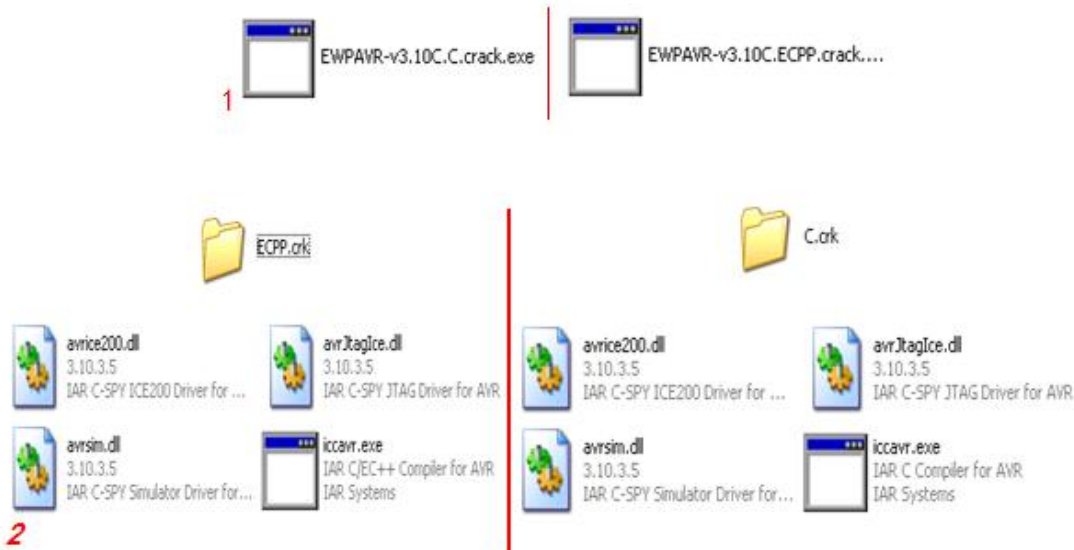 1
EWPAVR-v3.10C.C.crack.exe
EWPAVR-v3.10C.ECPP.crack....
ECPP.crk
C.crk
avrice200.dll
3.10.3.5
IAR C-SPY ICE200 Driver for ...
avrJtagIce.dll
3.10.3.5
IAR C-SPY JTAG Driver for AVR
avrsim.dll
3.10.3.5
IAR C-SPY Simulator Driver for...
iccavr.exe
IAR C/EC++ Compiler for AVR
IAR Systems
avrice200.dll
3.10.3.5
IAR C-SPY ICE200 Driver for ...
avrJtagIce.dll
3.10.3.5
IAR C-SPY JTAG Driver for AVR
avrsim.dll
3.10.3.5
IAR C-SPY Simulator Driver for...
iccavr.exe
IAR C Compiler for AVR
IAR Systems
2